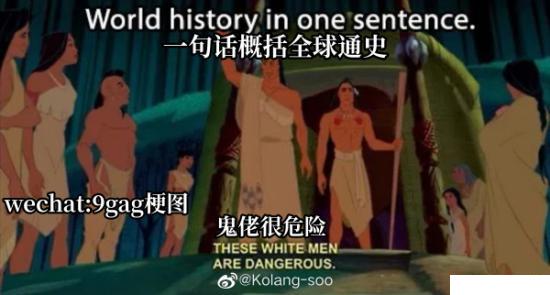 World history in one sentence.
一句话概括全球通史
wechat:9gag梗图
鬼佬很危险
THESE WHITE MEN
ARE DANGEROUS.
@Kolang-soo